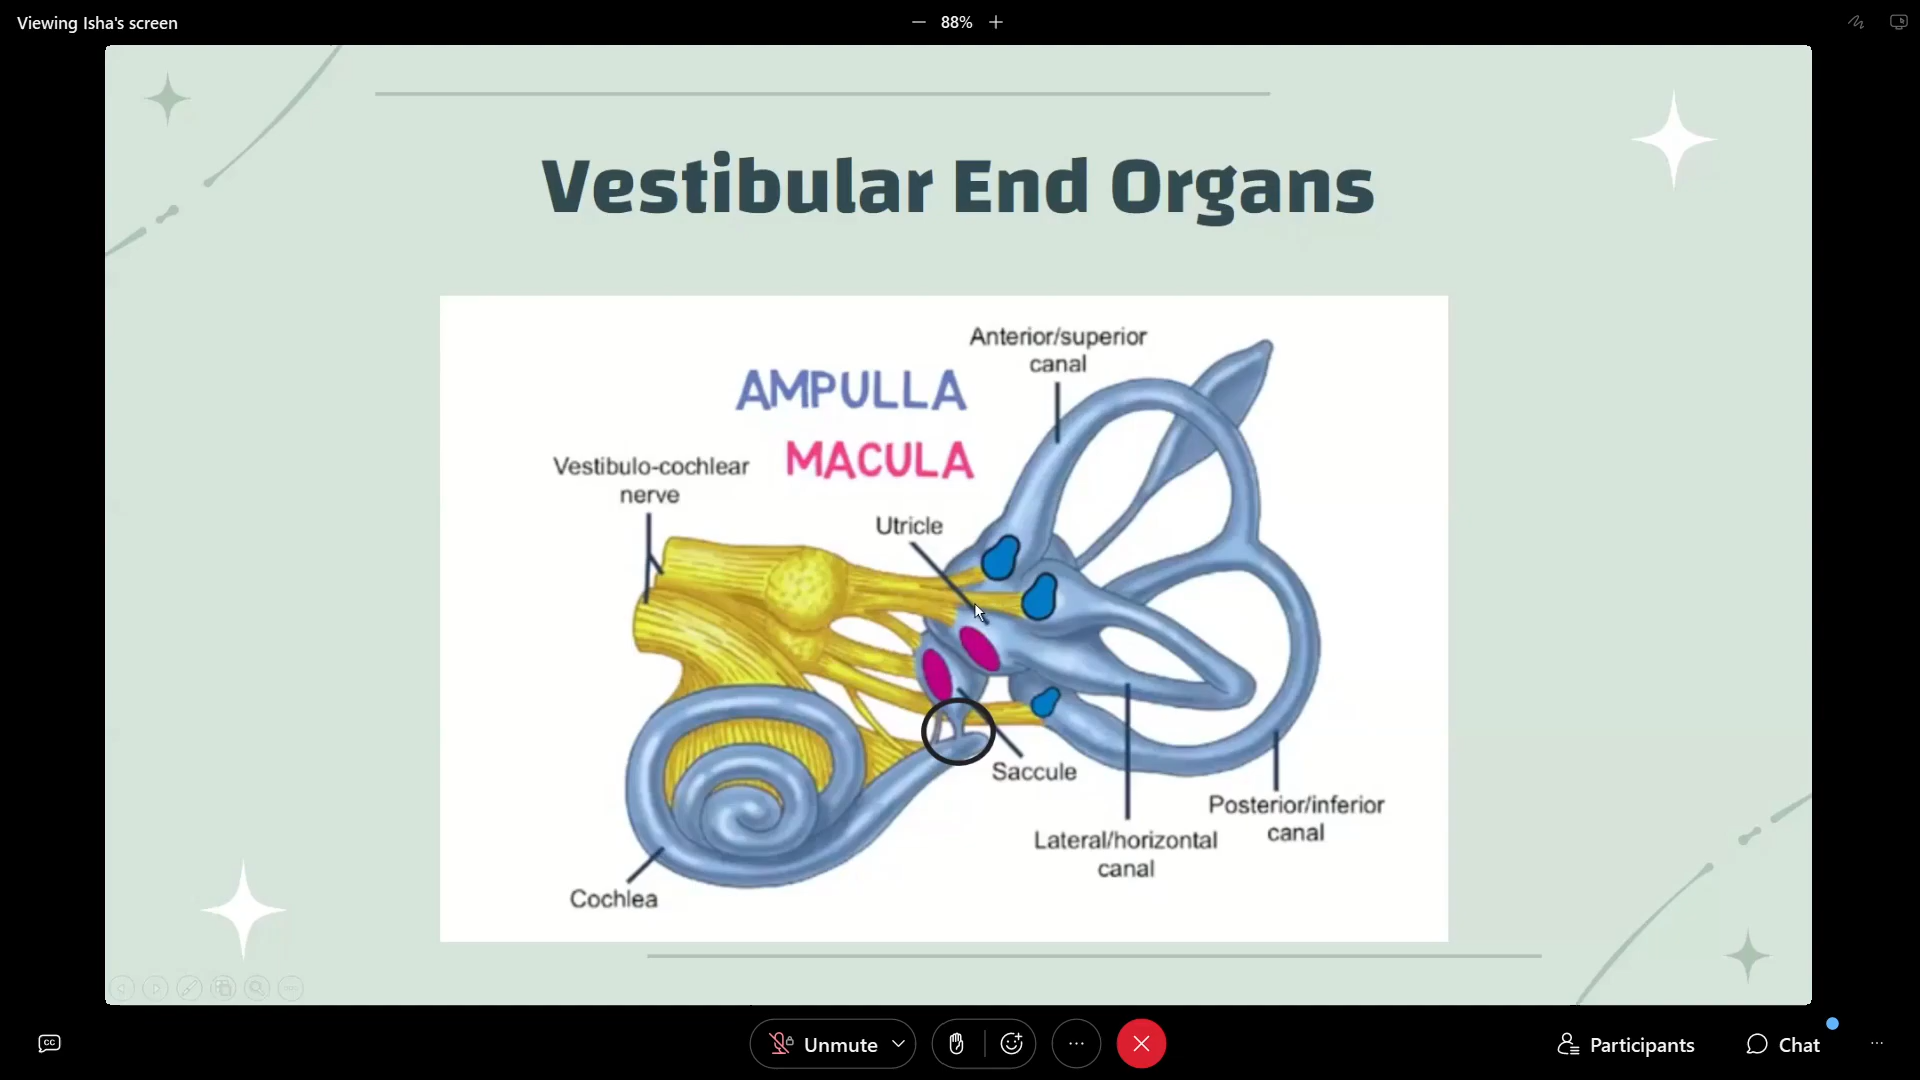 Viewing Isha's screen
88%
Vestibular End Organs
Anterior/superior
canal
AMPULLA
MACULA
Vestibulo-cochlear
nerve
Utricle
Saccule
Posterior/inferior
canal
Lateral/horizontal
canal
Cochlea
CC
Unmute
Participants
Chat